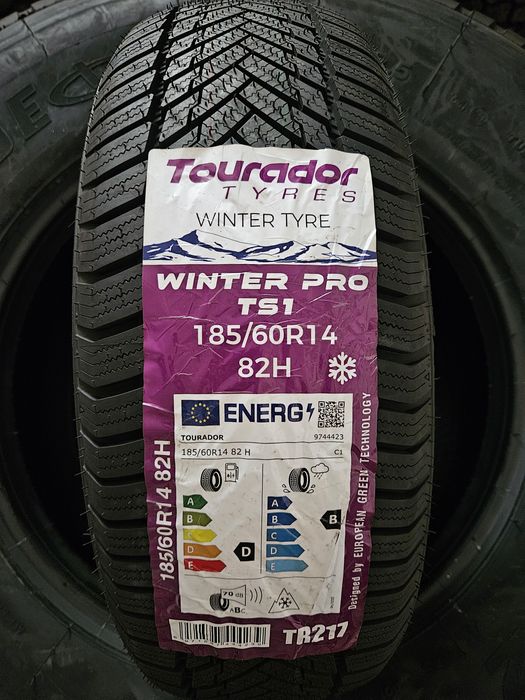 Tourador
TYRES
WINTER TYRE
WINTER PRO
TS1
185/60R14
82H
ENERG
TOURADOR
9744423
185/60R14 82 H
C1
A
B
C
D
E
D
A
B
C
D
E
B
70 dB
ABC
185/60R14 82H
Designed by EUROPEAN GREEN TECHNOLOGY
TR217